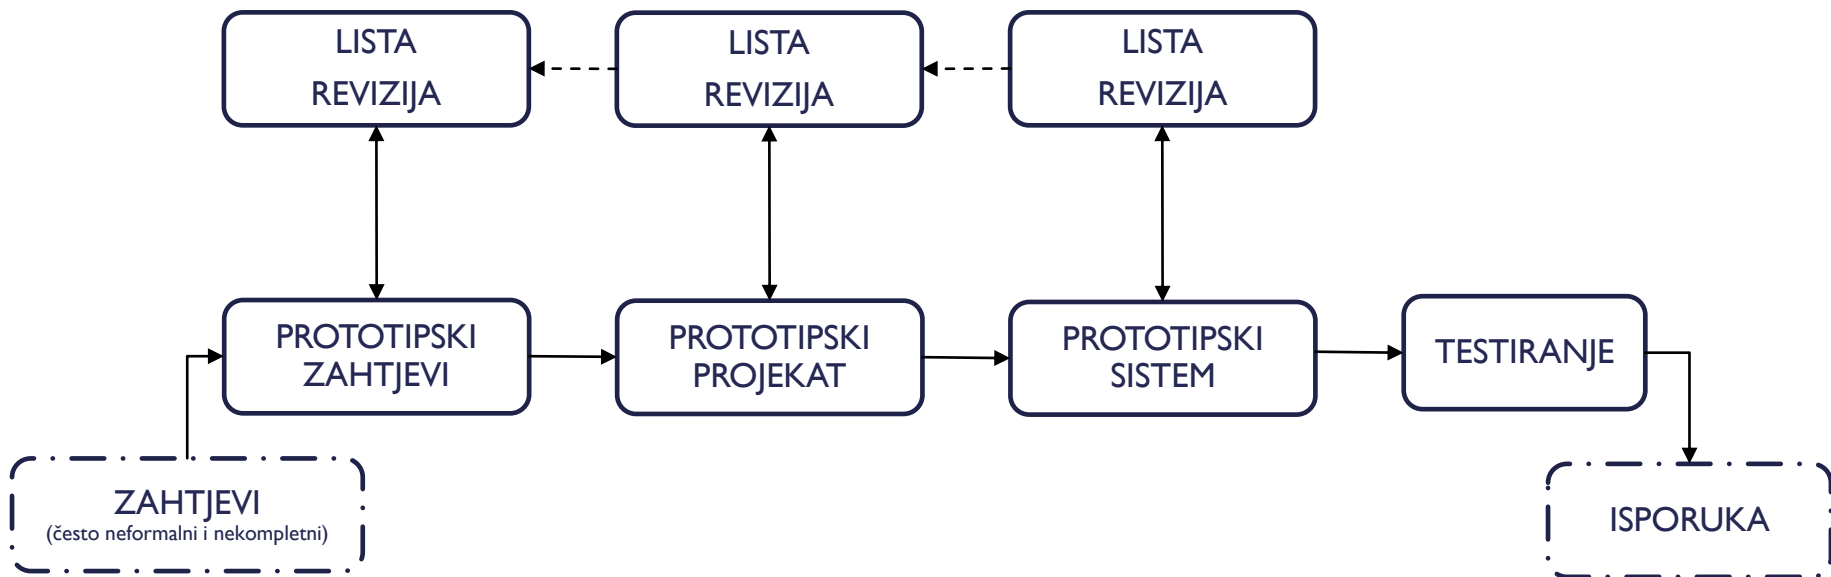 LISTA
REVIZIJA
LISTA
REVIZIJA
LISTA
REVIZIJA
PROTOTIPSKI
ZAHTJEVI
PROTOTIPSKI
PROJEKAT
PROTOTIPSKI
SISTEM
TESTIRANJE
ZAHTJEVI
(često neformalni i nekompletni)
ISPORUKA